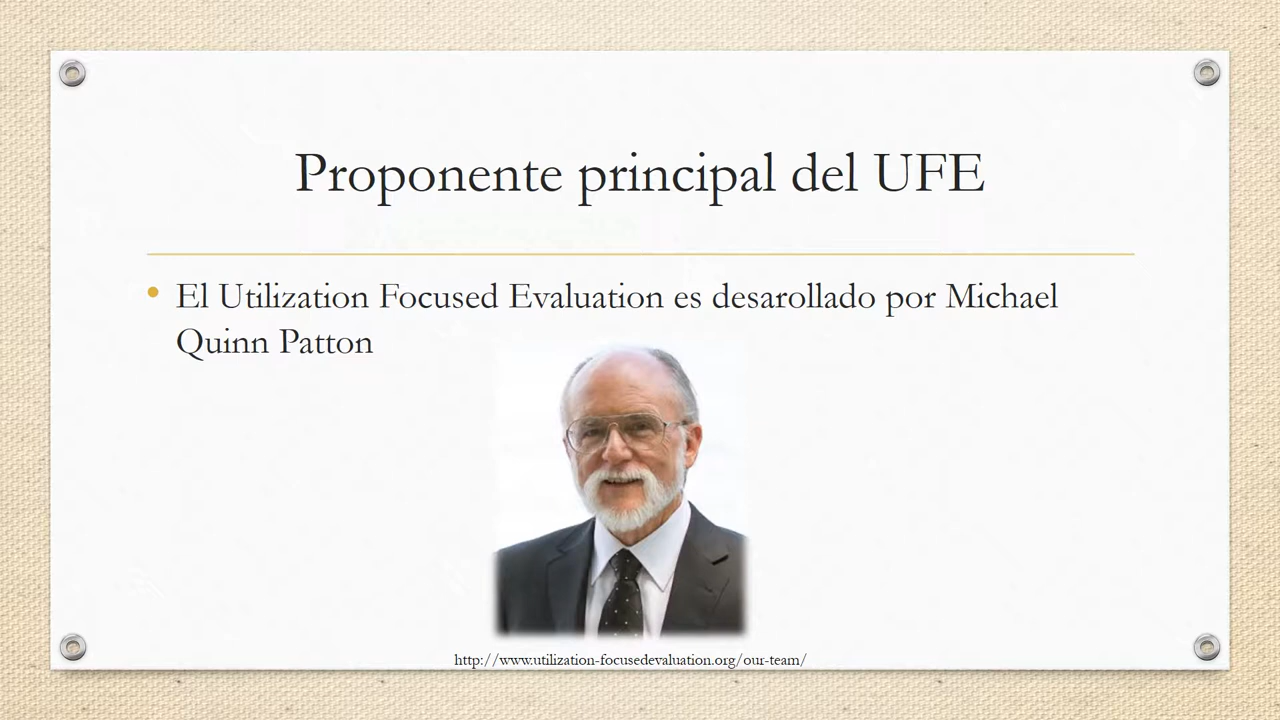 Proponente principal del UFE
• El Utilization Focused Evaluation es desarollado por Michael
Quinn Patton
http://www.utilization-focusedevaluation.org/our-team/